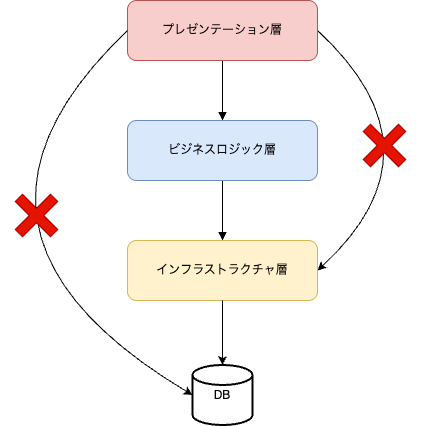 プレゼンテーション層
ビジネスロジック層
インフラストラクチャ層
DB